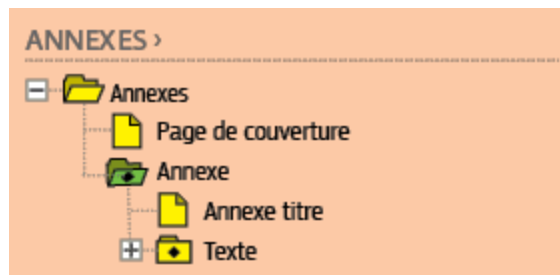 ANNEXES ›
Annexes
Page de couverture
Annexe
Annexe titre
Texte